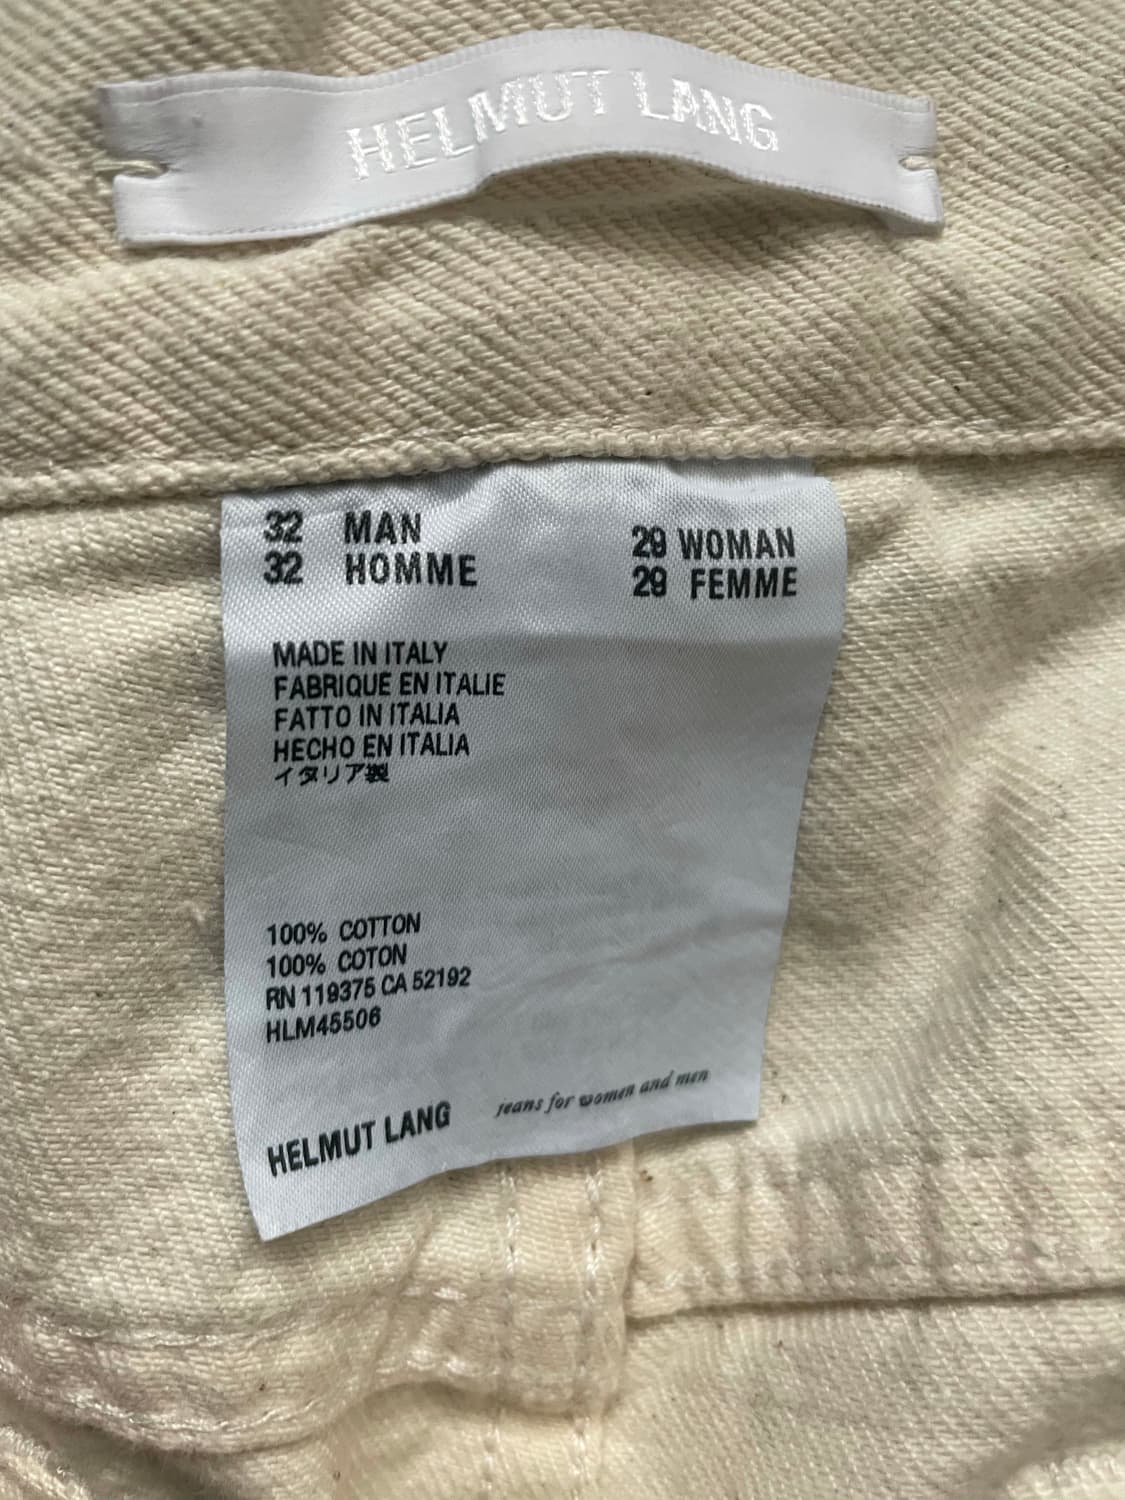 HELMUT LANG
32 MAN 29 WOMAN
32 HOMME 29 FEMME
MADE IN ITALY
FABRIQUE EN ITALIE
FATTO IN ITALIA
HECHO EN ITALIA
イタリア製
100% COTTON
100% COTON
RN 119375 CA 52192
HLM45506
HELMUT LANG jeans for women and men